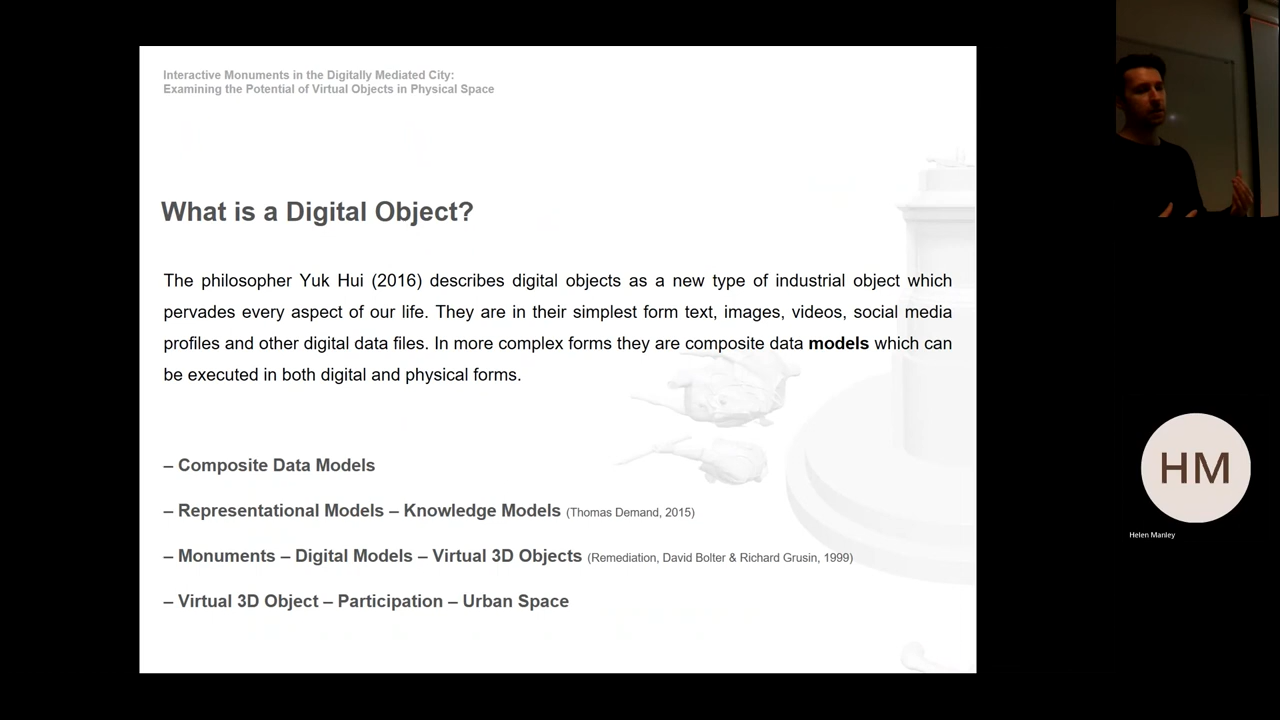 Interactive Monuments in the Digitally Mediated City:
Examining the Potential of Virtual Objects in Physical Space
What is a Digital Object?
The philosopher Yuk Hui (2016) describes digital objects as a new type of industrial object which
pervades every aspect of our life. They are in their simplest form text, images, videos, social media
profiles and other digital data files. In more complex forms they are composite data models which can
be executed in both digital and physical forms.
– Composite Data Models
– Representational Models – Knowledge Models (Thomas Demand, 2015)
– Monuments – Digital Models – Virtual 3D Objects (Remediation, David Bolter & Richard Grusin, 1999)
– Virtual 3D Object – Participation – Urban Space
HM
Helen Manley